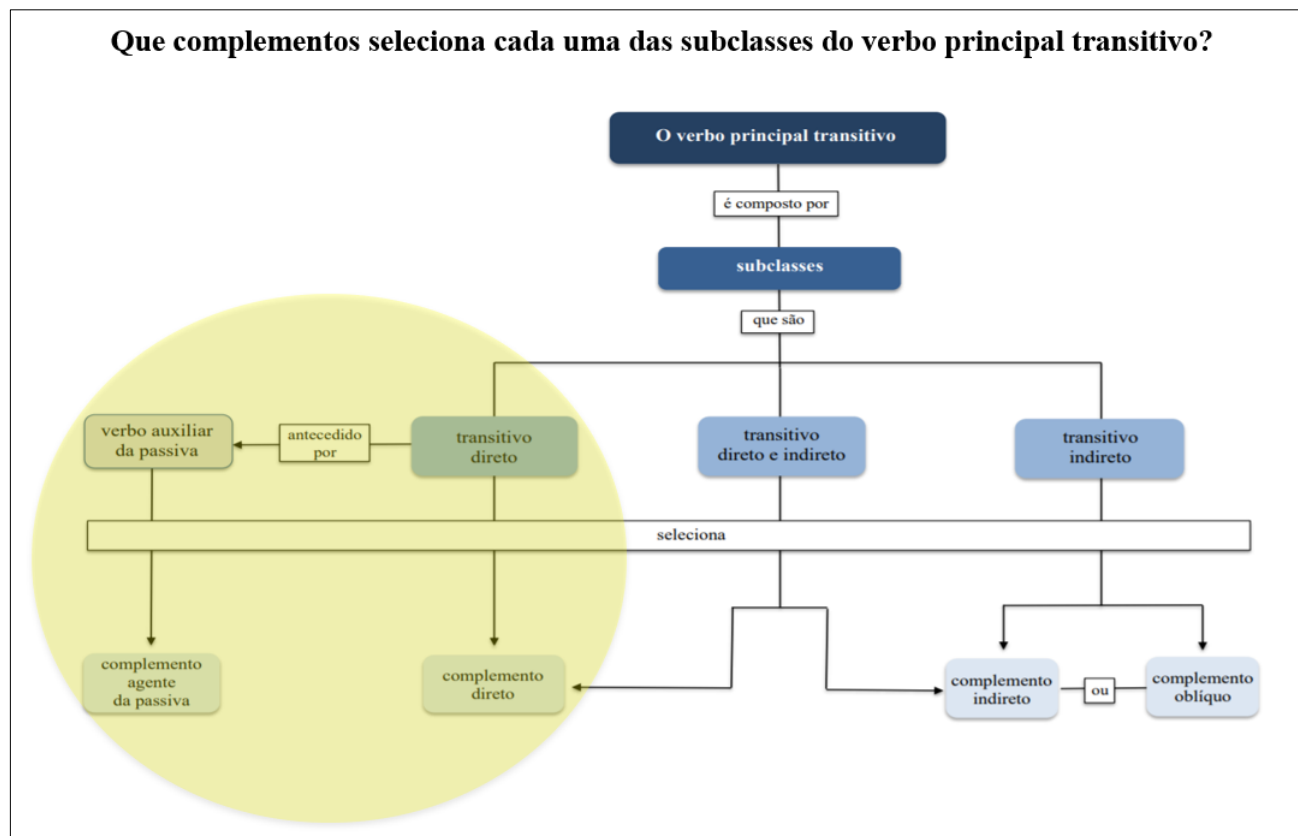 Que complementos seleciona cada uma das subclasses do verbo principal transitivo?
O verbo principal transitivo
é composto por
subclasses
que são
verbo auxiliar
da passiva
antecedido
por
transitivo
direto
transitivo
direto e indireto
transitivo
indireto
seleciona
complemento
agente
da passiva
complemento
direto
complemento
indireto
ou
complemento
oblíquo